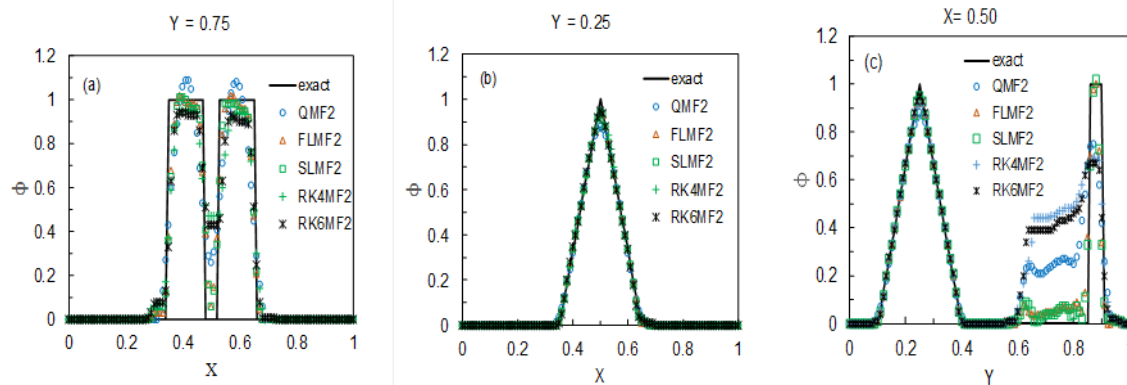 Y = 0.75
(a)
exact
QMF2
FLMF2
SLMF2
RK4MF2
RK6MF2
1.2
1
0.8
0.6
0.4
0.2
0
ϕ
0 0.2 0.4 0.6 0.8 1
X
Y = 0.25
(b)
exact
QMF2
FLMF2
SLMF2
RK4MF2
RK6MF2
1.2
1
0.8
0.6
0.4
0.2
0
ϕ
0 0.2 0.4 0.6 0.8 1
X
X= 0.50
(c)
exact
QMF2
FLMF2
SLMF2
RK4MF2
RK6MF2
1.2
1
0.8
0.6
0.4
0.2
0
ϕ
0 0.2 0.4 0.6 0.8 1
Y